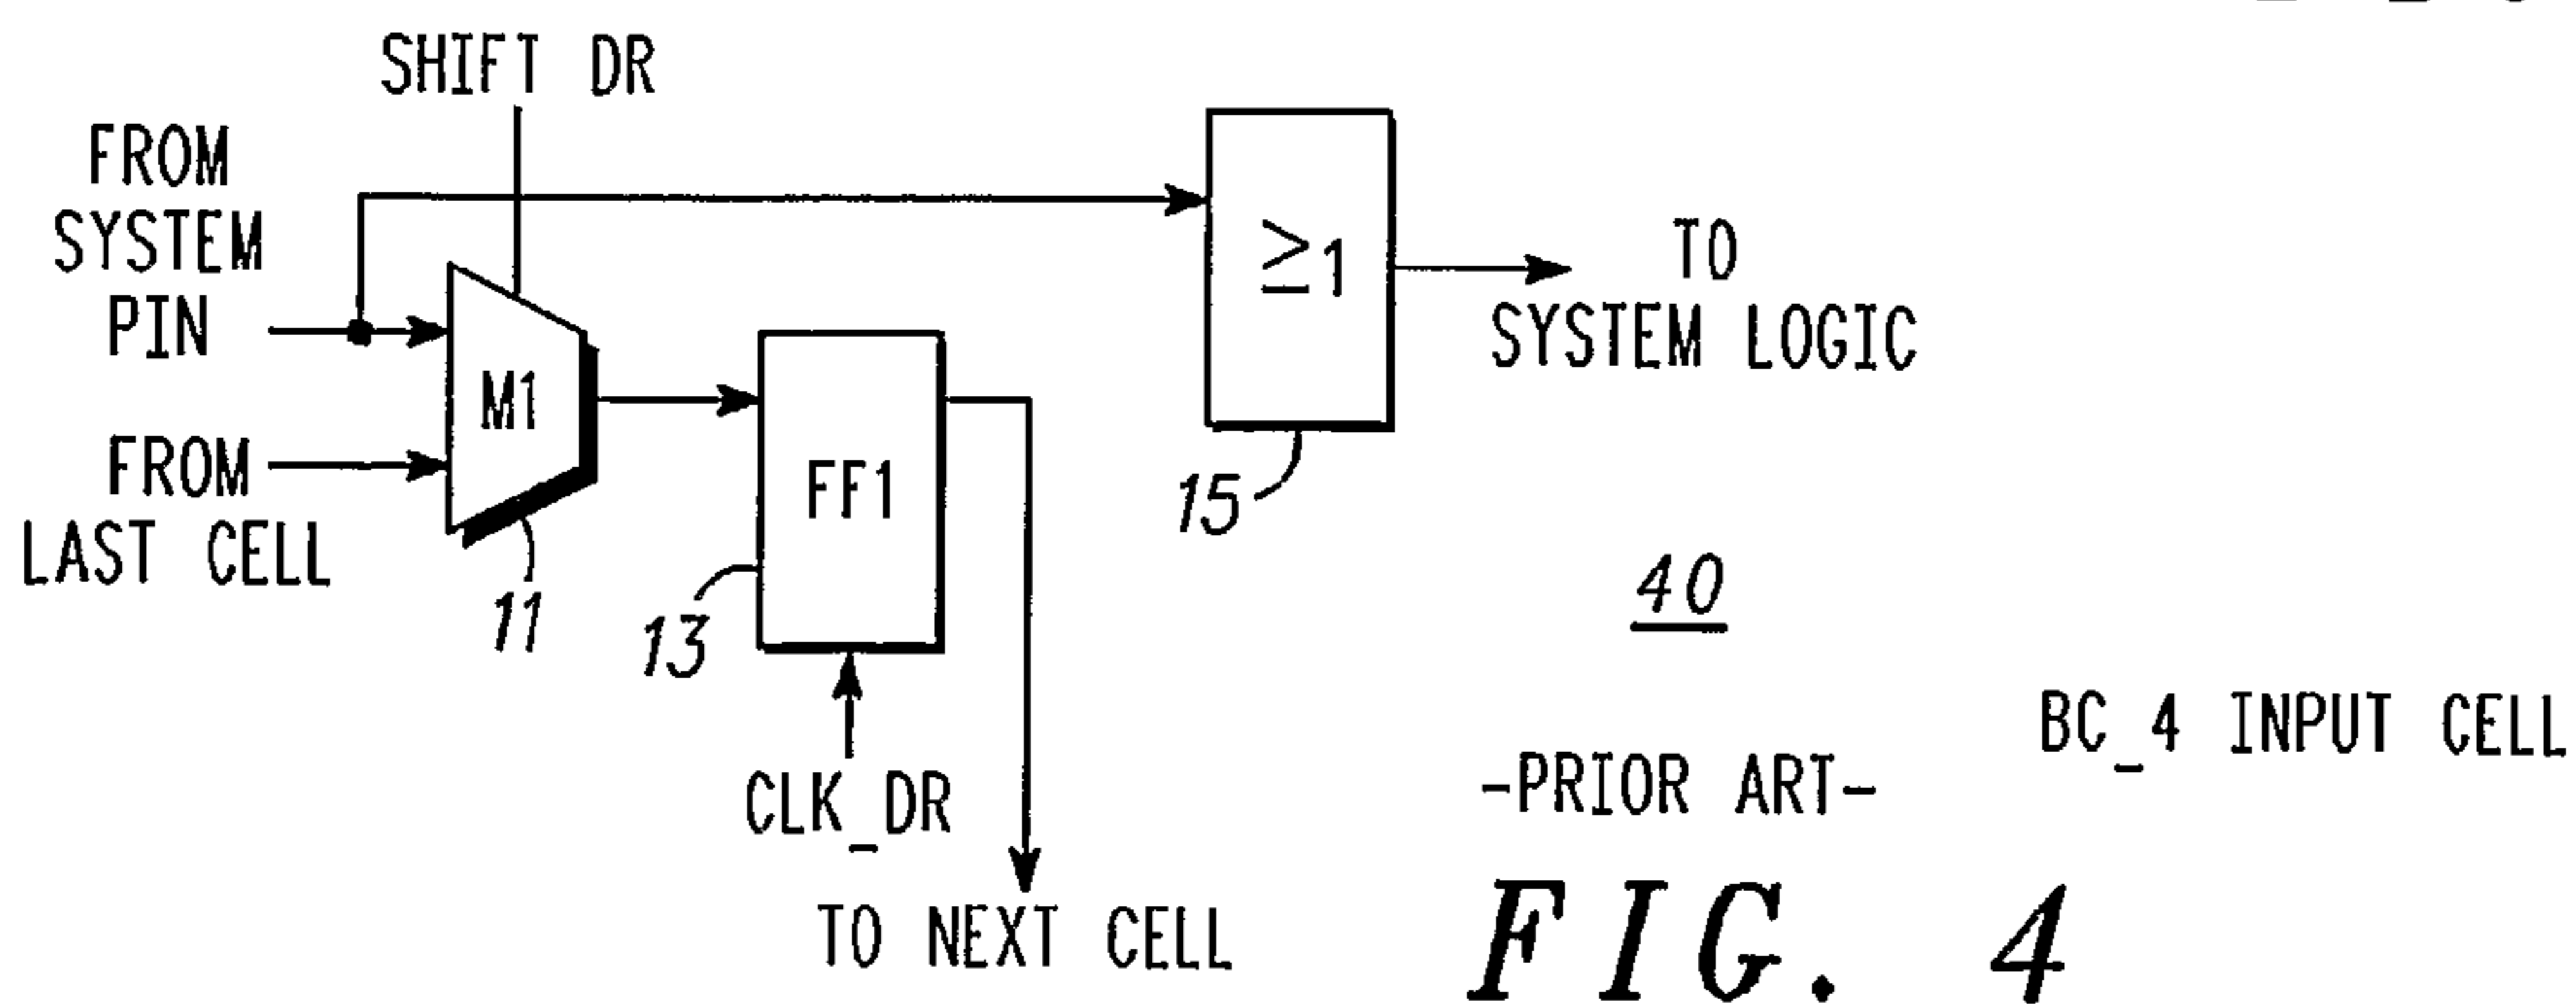 SHIFT DR
FROM
SYSTEM
PIN
M1
FROM
LAST CELL
11
13
FF1
CLK_DR
TO NEXT CELL
≥1
15
TO
SYSTEM LOGIC
40
-PRIOR ART-
BC_4 INPUT CELL
FIG. 4